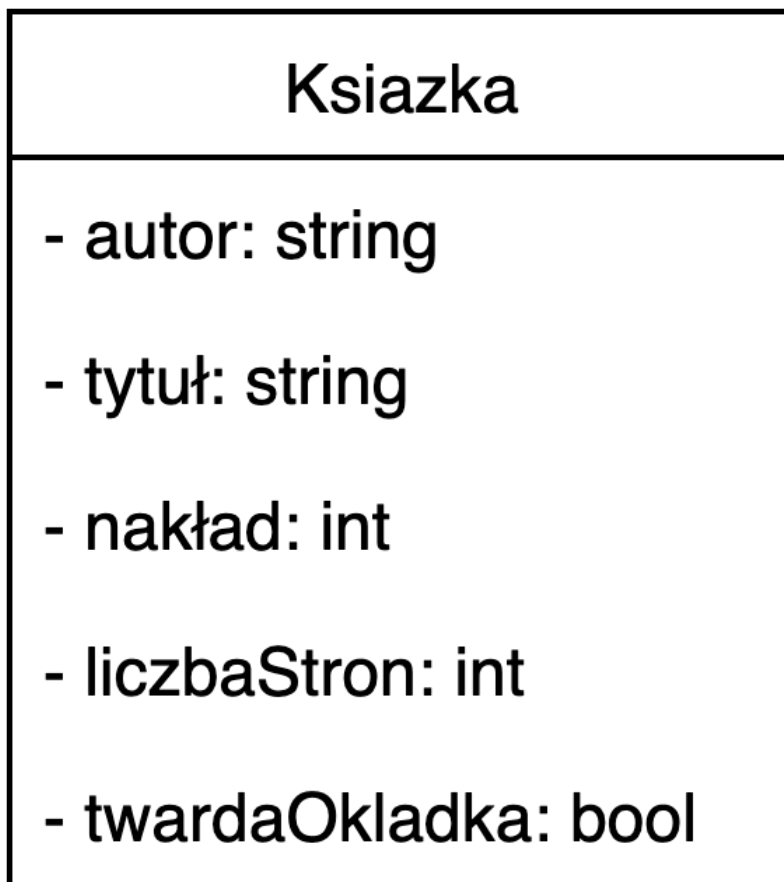 Ksiazka
- autor: string
- tytuł: string
- nakład: int
- liczbaStron: int
- twardaOkladka: bool